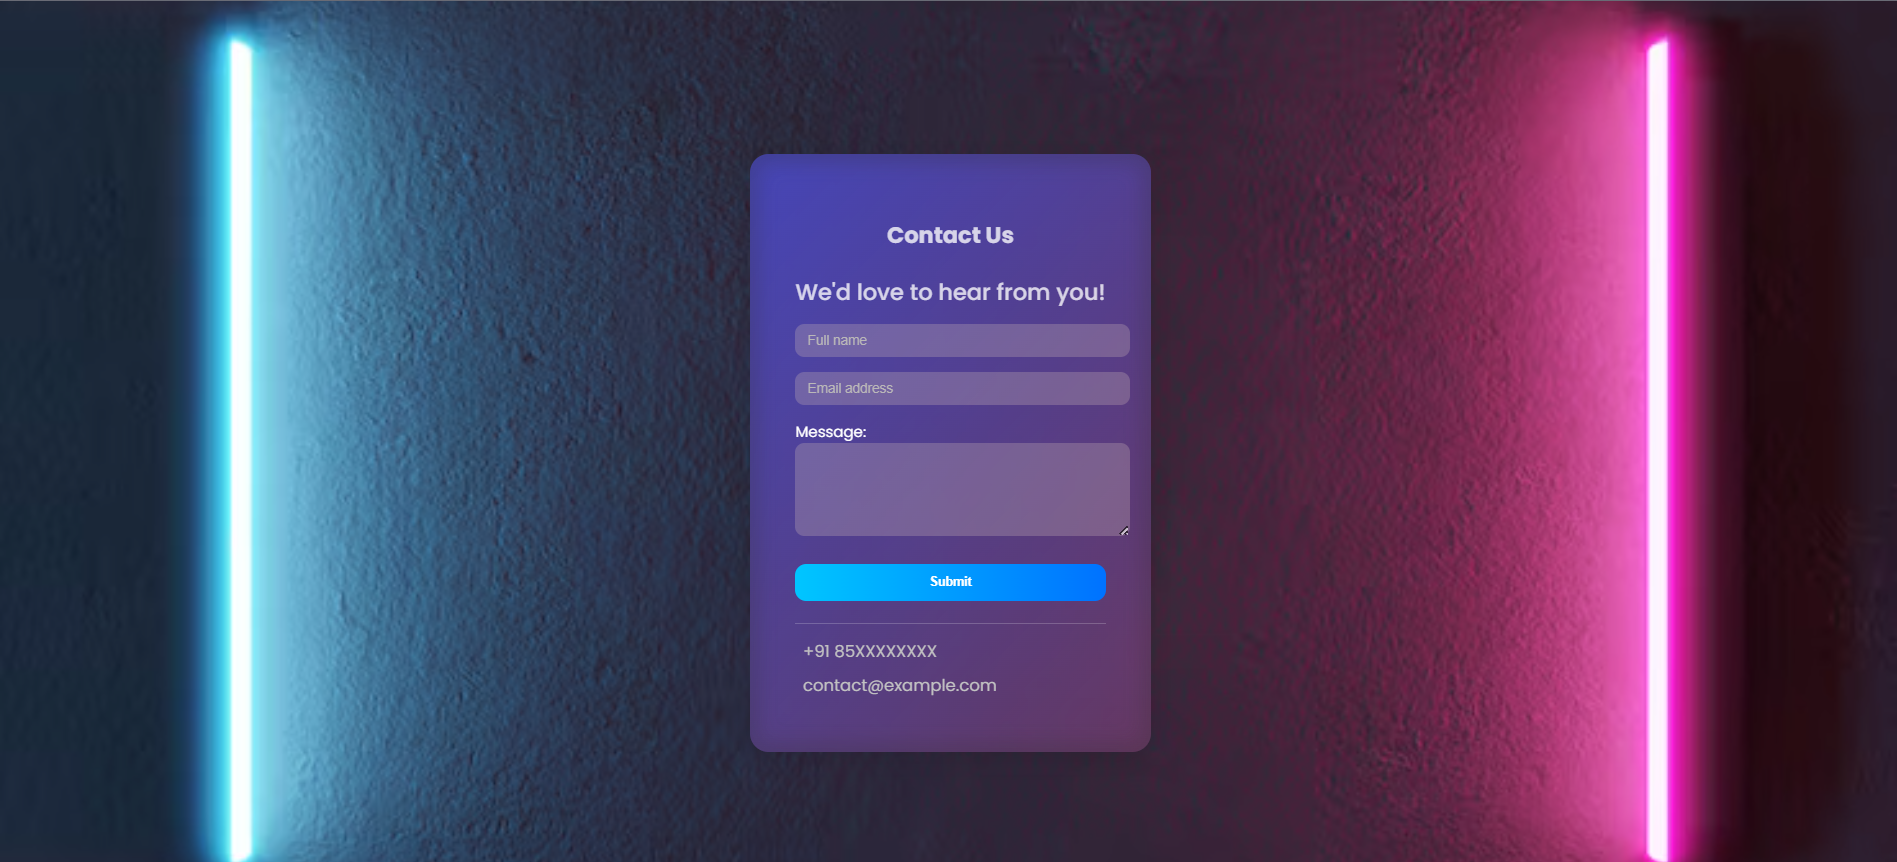 Contact Us
We'd love to hear from you!
Full name
Email address
Message:
Submit
+91 85XXXXXXXX
contact@example.com